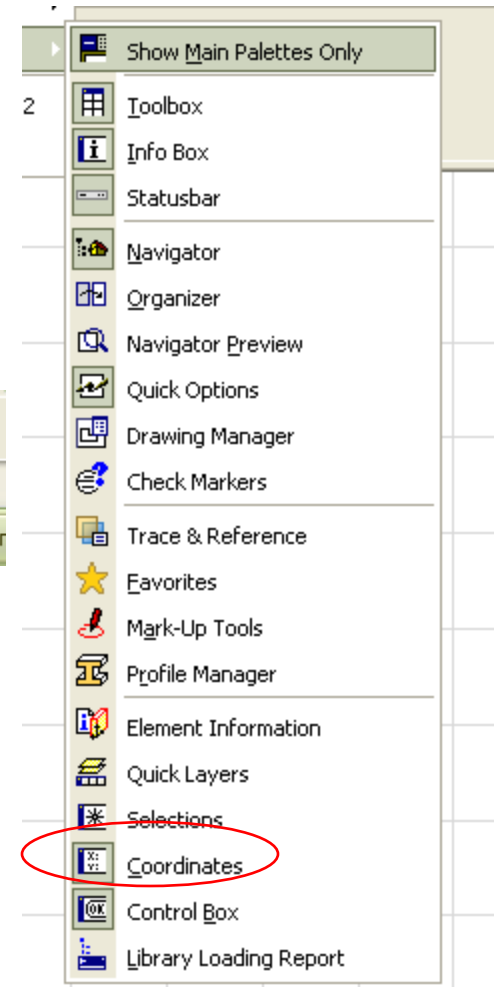 Show Main Palettes Only
2
Toolbox
Info Box
Statusbar
Navigator
Organizer
Navigator Preview
Quick Options
Drawing Manager
Check Markers
Trace & Reference
Favorites
Mark-Up Tools
Profile Manager
Element Information
Quick Layers
Selections
X:
Y:
Coordinates
OK
Control Box
Library Loading Report